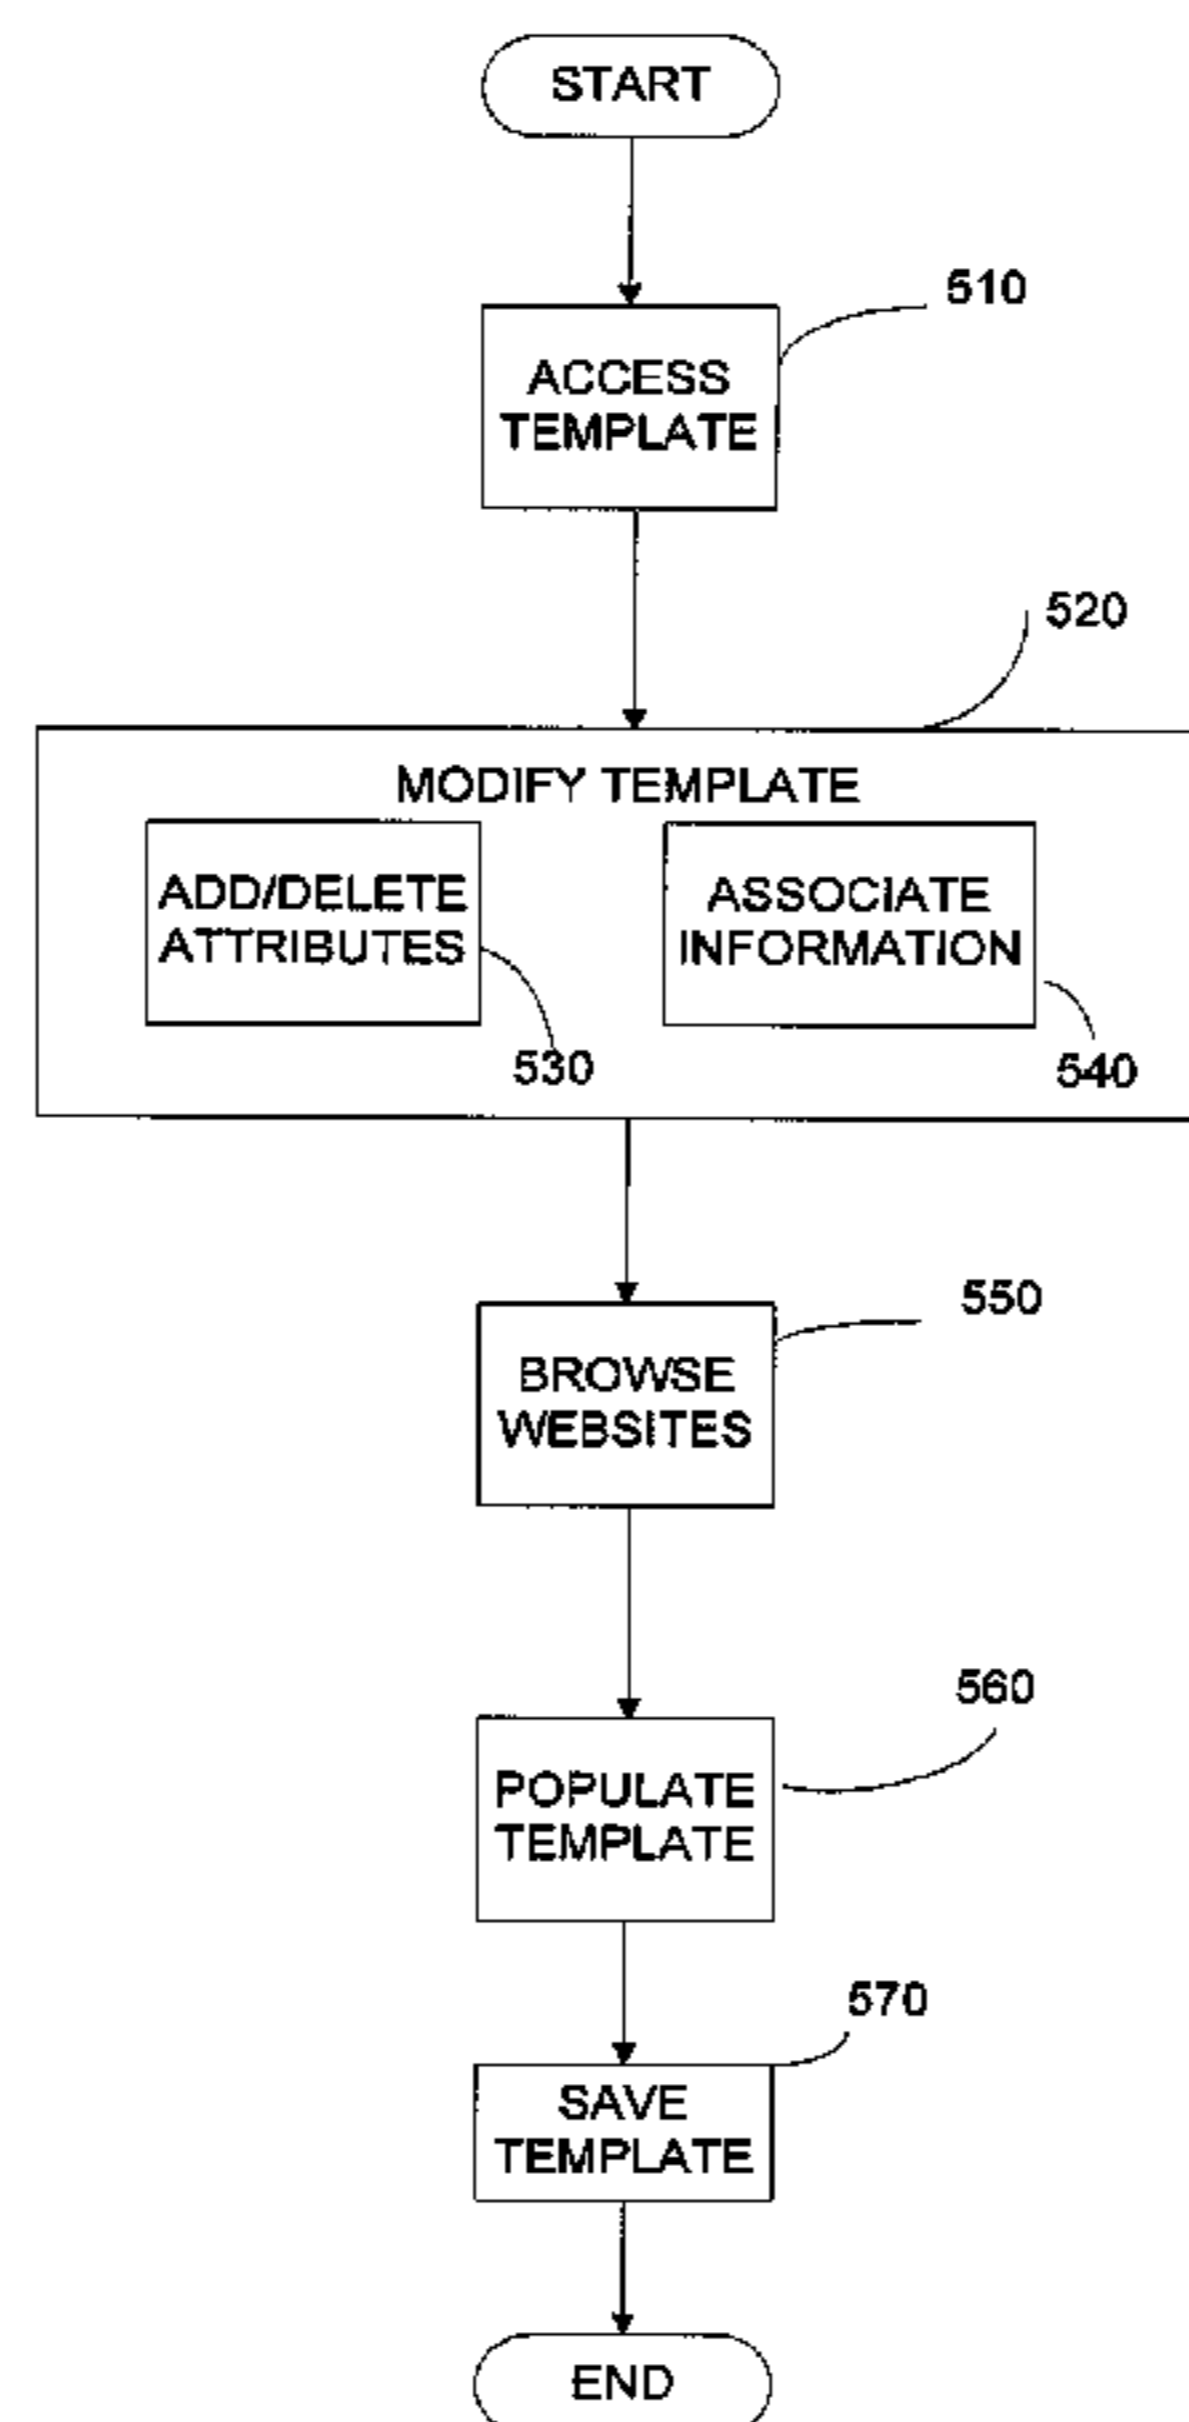 START
510
ACCESS
TEMPLATE
520
MODIFY TEMPLATE
ADD/DELETE
ATTRIBUTES
530
ASSOCIATE
INFORMATION
540
550
BROWSE
WEBSITES
560
POPULATE
TEMPLATE
570
SAVE
TEMPLATE
END